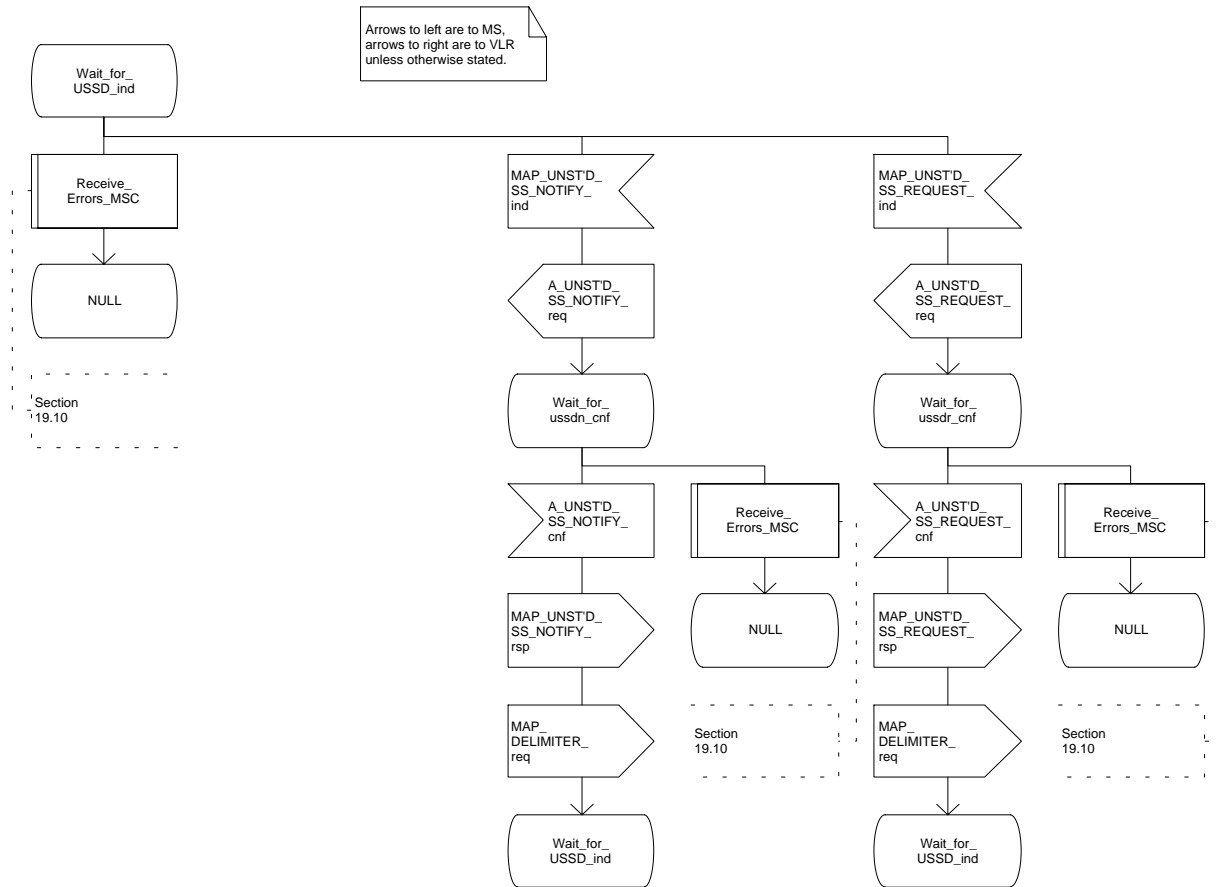 Arrows to left are to MS,
arrows to right are to VLR
unless otherwise stated.
Wait_for_
USSD_ind
Receive_
Errors_MSC
MAP_UNST'D_
SS_NOTIFY_
ind
MAP_UNST'D_
SS_REQUEST_
ind
NULL
A_UNST'D_
SS_NOTIFY_
req
A_UNST'D_
SS_REQUEST_
req
Section
19.10
Wait_for_
ussdn_cnf
Wait_for_
ussdr_cnf
A_UNST'D_
SS_NOTIFY_
cnf
Receive_
Errors_MSC
A_UNST'D_
SS_REQUEST_
cnf
Receive_
Errors_MSC
MAP_UNST'D_
SS_NOTIFY_
rsp
NULL
MAP_UNST'D_
SS_REQUEST_
rsp
NULL
MAP_
DELIMITER_
req
Section
19.10
MAP_
DELIMITER_
req
Section
19.10
Wait_for_
USSD_ind
Wait_for_
USSD_ind